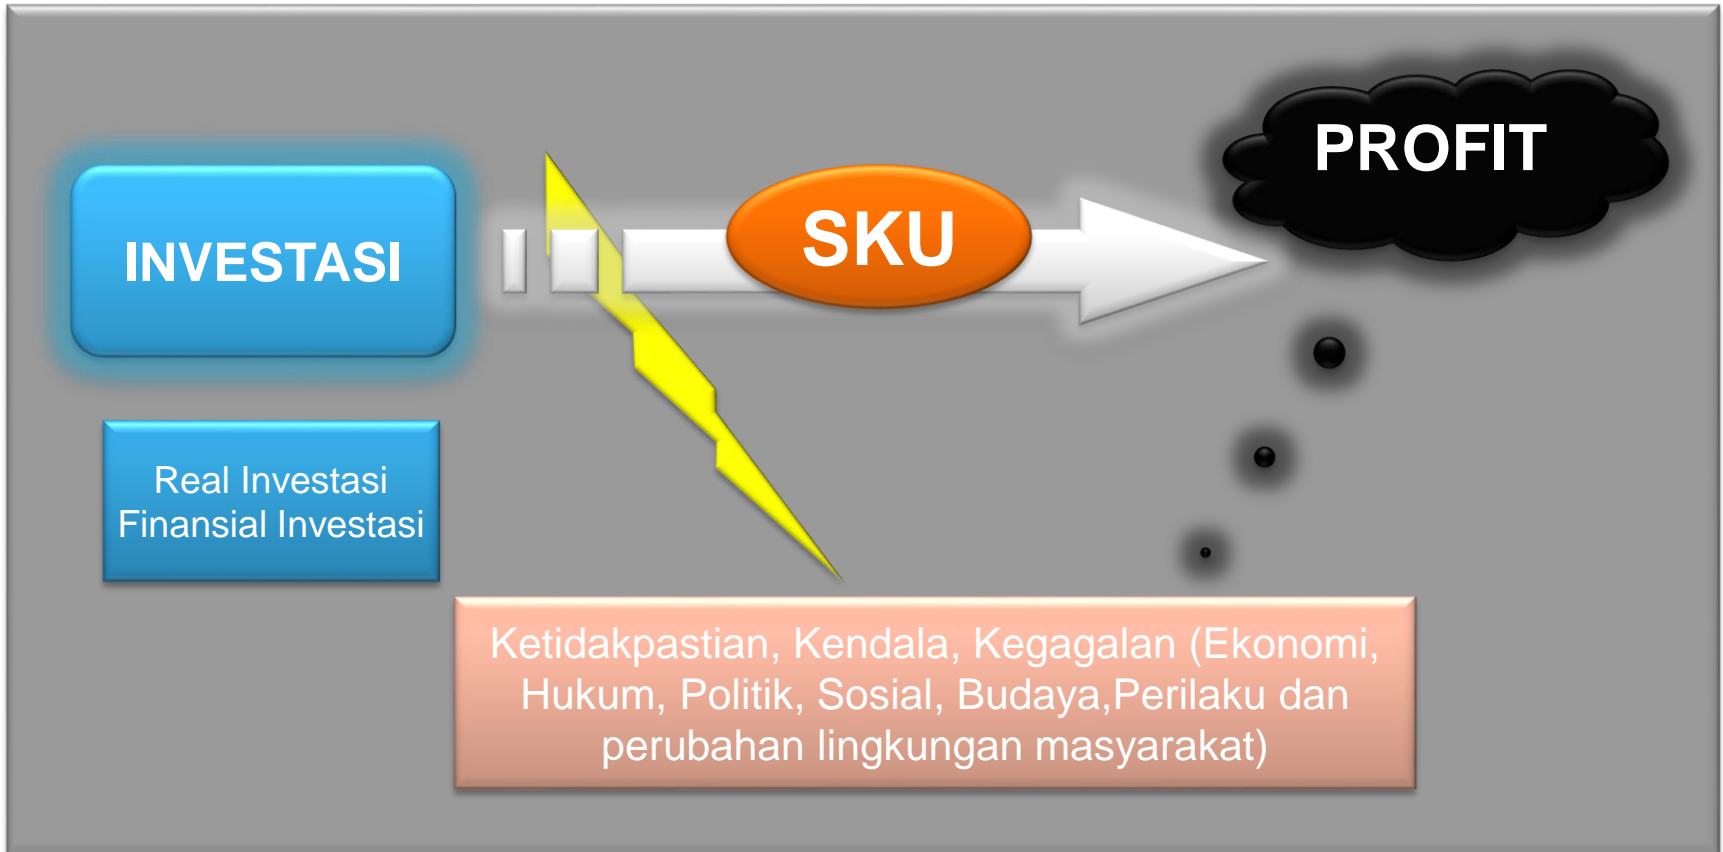 PROFIT
INVESTASI
SKU
Real Investasi
Finansial Investasi
Ketidakpastian, Kendala, Kegagalan (Ekonomi,
Hukum, Politik, Sosial, Budaya,Perilaku dan
perubahan lingkungan masyarakat)